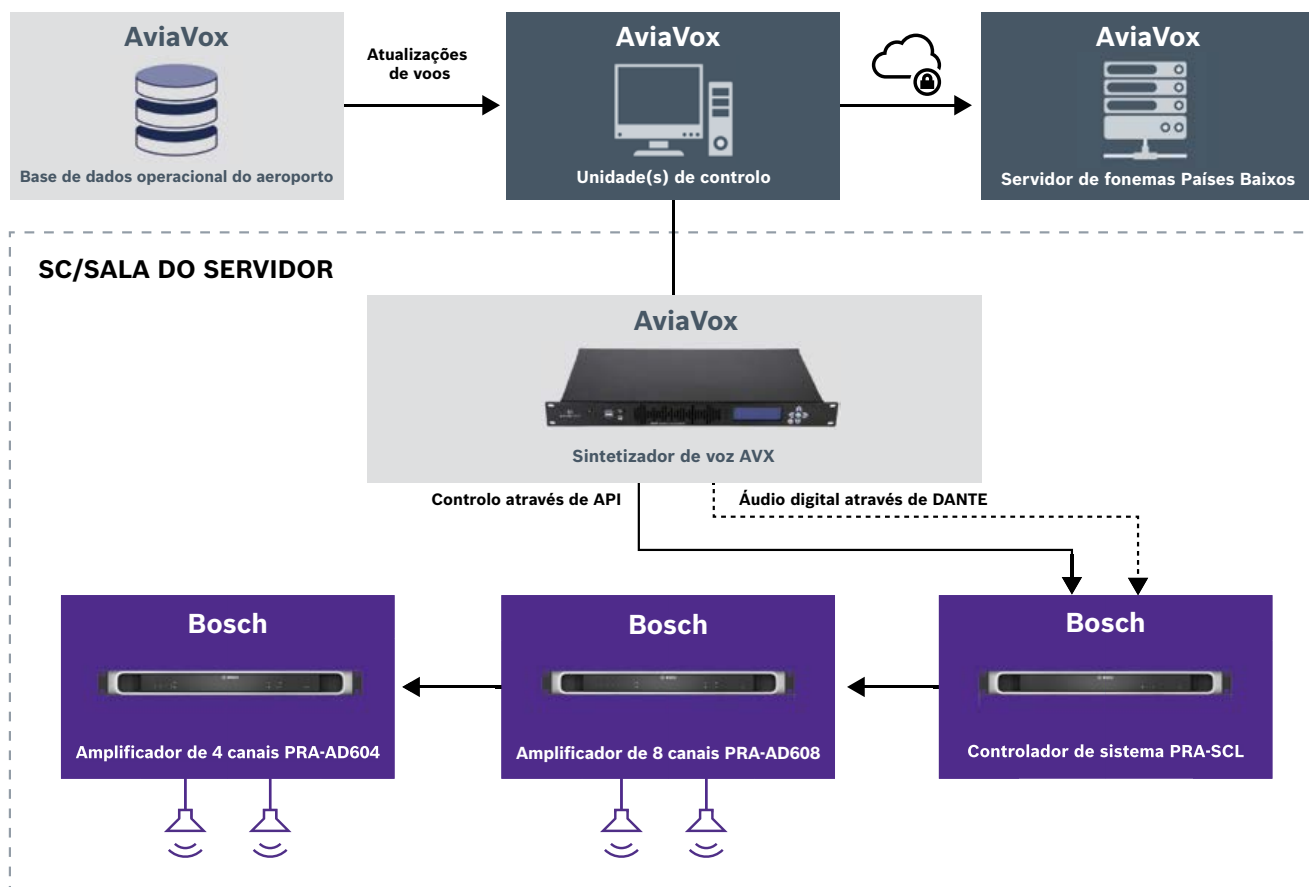 AviaVox
Base de dados operacional do aeroporto
Atualizações
de voos
AviaVox
Unidade(s) de controlo
AviaVox
Servidor de fonemas Países Baixos
SC/SALA DO SERVIDOR
AviaVox
Sintetizador de voz AVX
Controlo através de API
Áudio digital através de DANTE
Bosch
Amplificador de 4 canais PRA-AD604
Bosch
Amplificador de 8 canais PRA-AD608
Bosch
Controlador de sistema PRA-SCL